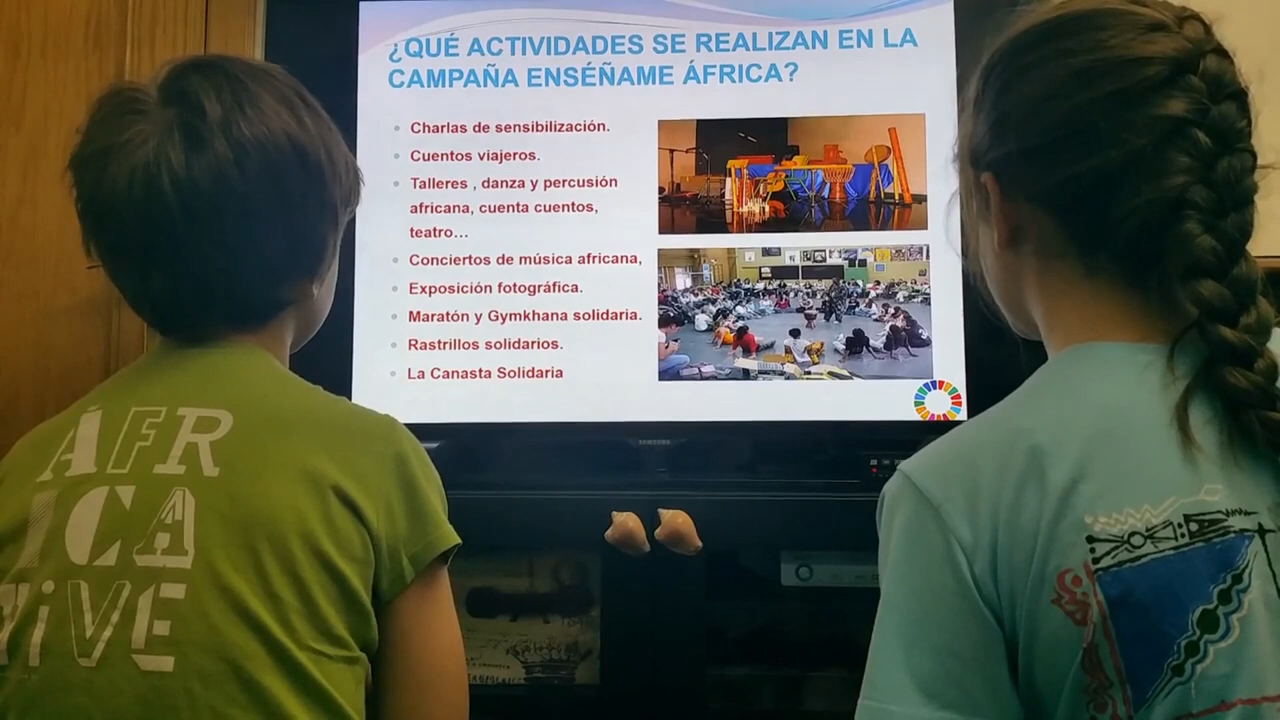 ¿QUÉ ACTIVIDADES SE REALIZAN EN LA
CAMPAÑA ENSÉÑAME ÁFRICA?
Charlas de sensibilización.
Cuentos viajeros.
Talleres , danza y percusión
africana, cuenta cuentos,
teatro...
Conciertos de música africana,
Exposición fotográfica.
Maratón y Gymkhana solidaria.
Rastrillos solidarios.
La Canasta Solidaria
SAMSUNG
ÁFR
ICA